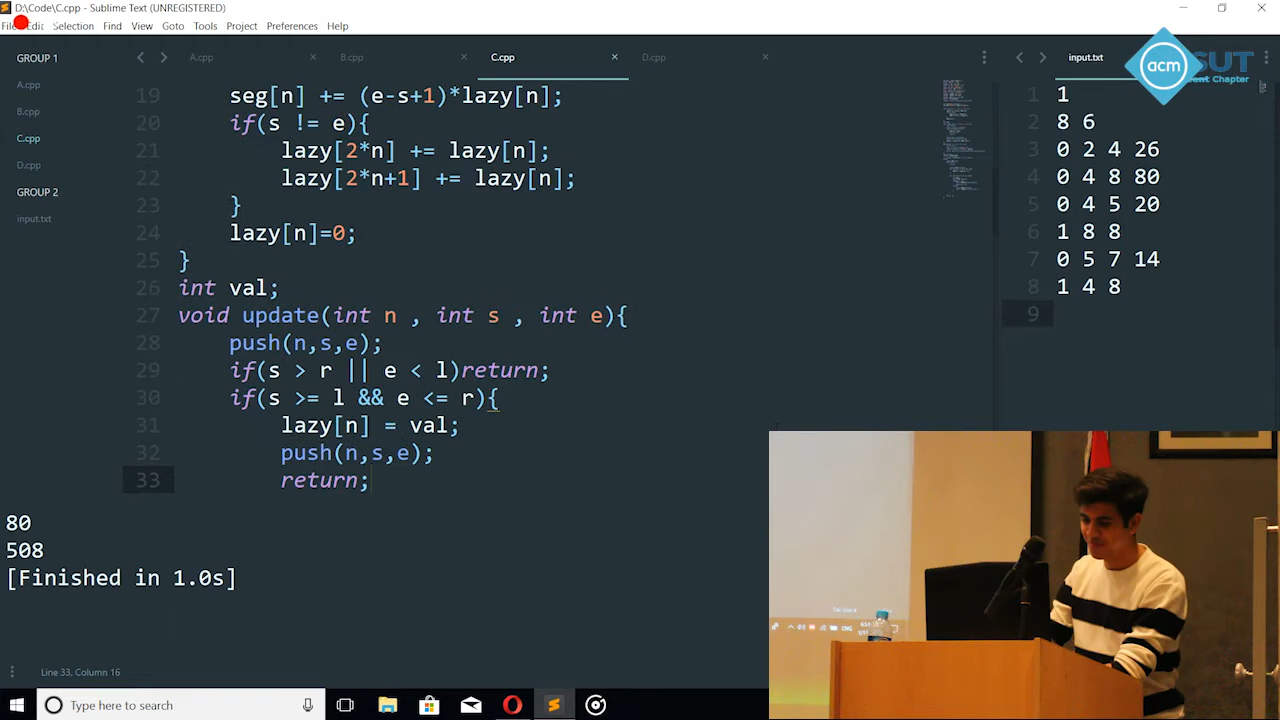 D:\Code\C.cpp - Sublime Text (UNREGISTERED)
File Edit Selection Find View Goto Tools Project Preferences Help
GROUP 1
A.cpp
B.cpp
C.cpp
D.cpp
GROUP 2
input.txt
A.cpp B.cpp C.cpp D.cpp
19 seg[n] += (e-s+1)*lazy[n];
20 if(s != e){
21 lazy[2*n] += lazy[n];
22 lazy[2*n+1] += lazy[n];
23 }
24 lazy[n]=0;
25 }
26 int val;
27 void update(int n , int s , int e){
28 push(n,s,e);
29 if(s > r || e < l)return;
30 if(s >= l && e <= r){
31 lazy[n] = val;
32 push(n,s,e);
33 return;
input.txt
1 1
2 8 6
3 0 2 4 26
4 0 4 8 80
5 0 4 5 20
6 1 8 8
7 0 5 7 14
8 1 4 8
9
acm
80
508
[Finished in 1.0s]
Line 33, Column 16
Type here to search
ENG